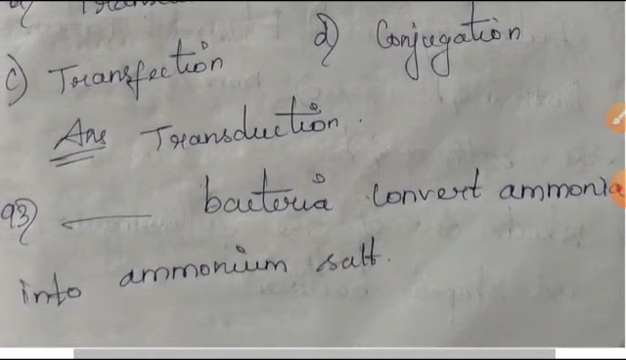 d) Conjugation
c) Transfection
Ans Transduction.
93) ____ bacteria convert ammonia
into ammonium salt.